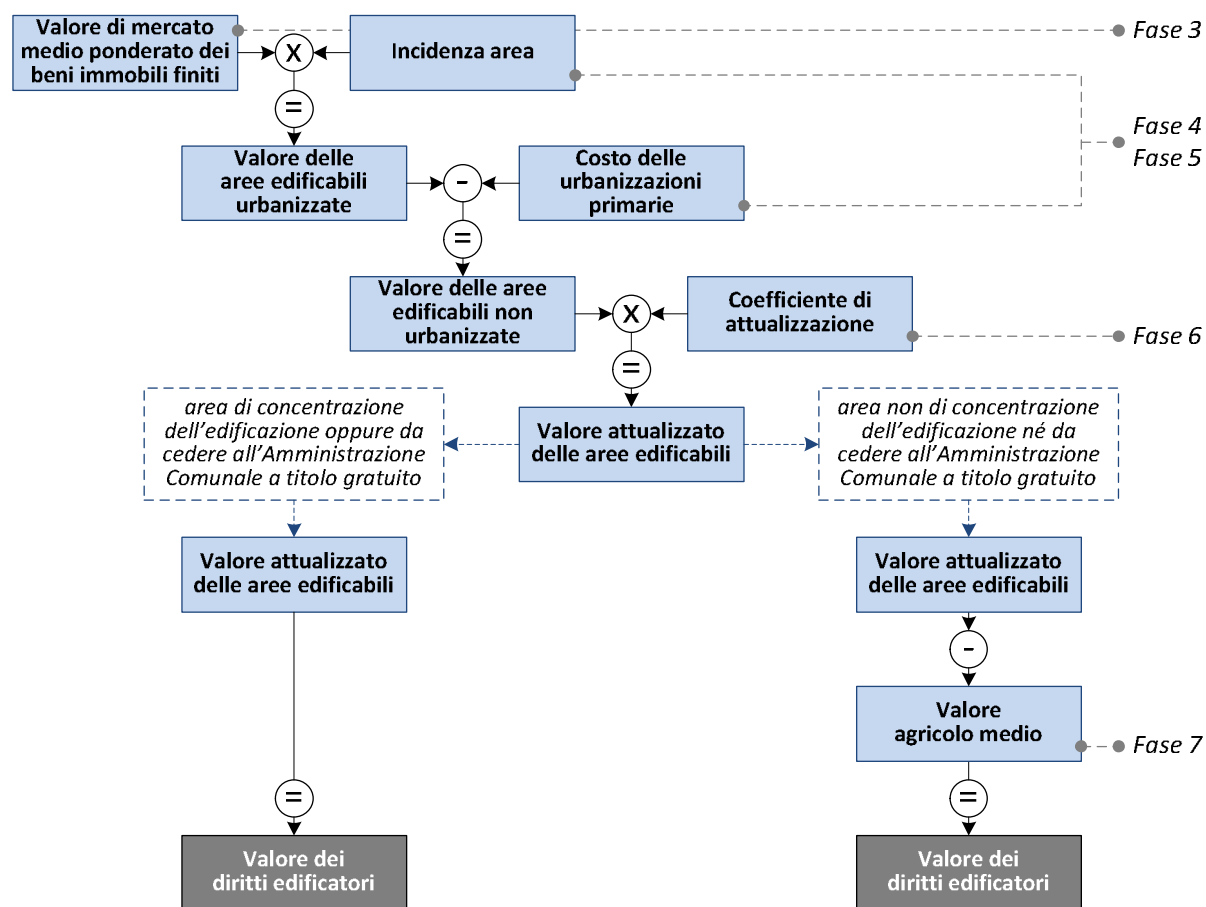 Valore di mercato
medio ponderato dei
beni immobili finiti
X
Incidenza area
Fase 3
=
Fase 4
Fase 5
Valore delle
aree edificabili
urbanizzate
-
Costo delle
urbanizzazioni
primarie
=
Valore delle aree
edificabili non
urbanizzate
X
Coefficiente di
attualizzazione
Fase 6
=
area di concentrazione
dell'edificazione oppure da
cedere all'Amministrazione
Comunale a titolo gratuito
Valore attualizzato
delle aree edificabili
area non di concentrazione
dell'edificazione né da
cedere all'Amministrazione
Comunale a titolo gratuito
Valore attualizzato
delle aree edificabili
Valore attualizzato
delle aree edificabili
-
Valore
agricolo medio
Fase 7
=
=
Valore dei
diritti edificatori
Valore dei
diritti edificatori